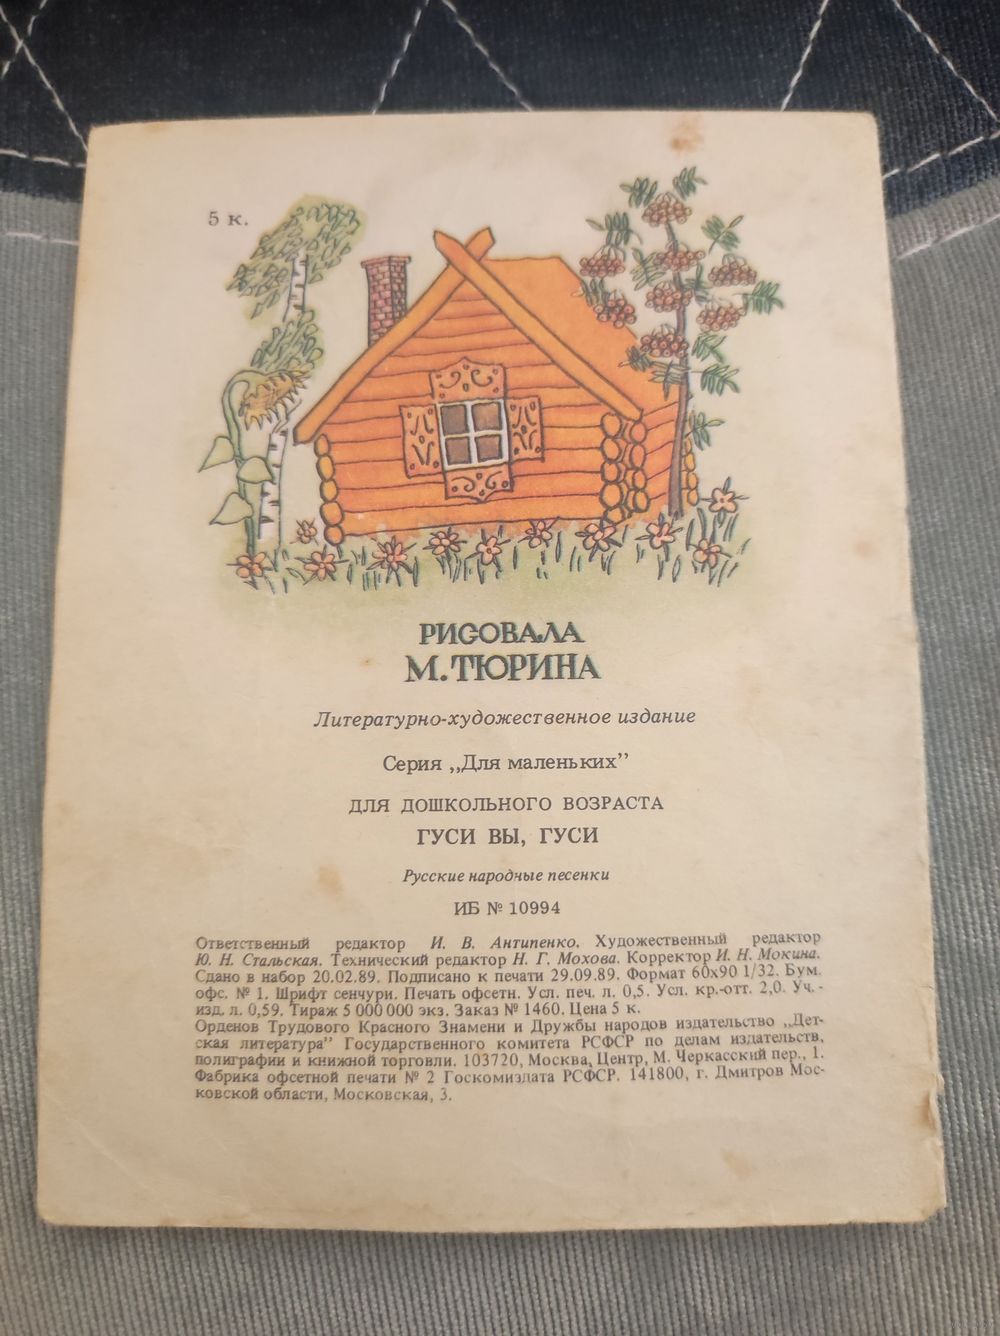 5 к.
РИСОВАЛА
М. ТЮРИНА
Литературно-художественное издание
Серия „Для маленьких”
ДЛЯ ДОШКОЛЬНОГО ВОЗРАСТА
ГУСИ ВЫ, ГУСИ
Русские народные песенки
ИБ № 10994
Ответственный редактор И. В. Антипенко. Художественный редактор
Ю. Н. Стальская. Технический редактор Н. Г. Мохова. Корректор И. Н. Мокина.
Сдано в набор 20.02.89. Подписано к печати 29.09.89. Формат 60х90 1/32. Бум.
офс. № 1. Шрифт сенчури. Печать офсетн. Усл. печ. л. 0,5. Усл. кр.-отт. 2,0. Уч.-
изд. л. 0,59. Тираж 5 000 000 экз. Заказ № 1460. Цена 5 к.
Орденов Трудового Красного Знамени и Дружбы народов издательство „Дет-
ская литература” Государственного комитета РСФСР по делам издательств,
полиграфии и книжной торговли. 103720, Москва, Центр, М. Черкасский пер., 1.
Фабрика офсетной печати № 2 Госкомиздата РСФСР. 141800, г. Дмитров Мос-
ковской области, Московская, 3.